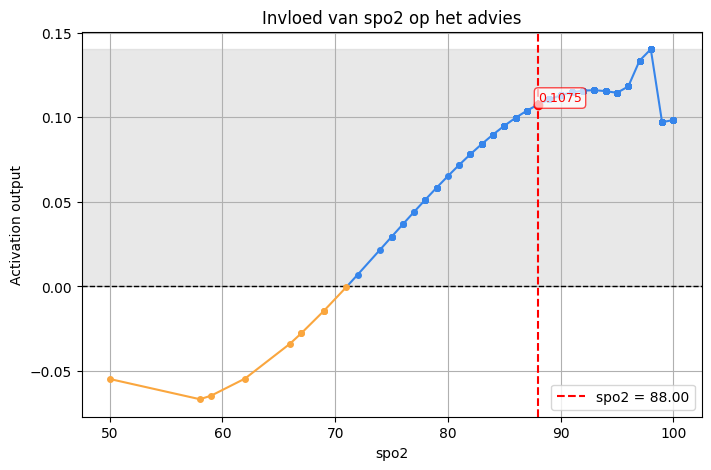 Invloed van spo2 op het advies
Activation output
0.15
0.10
0.05
0.00
−0.05
0.1075
spo2 = 88.00
50 60 70 80 90 100
spo2